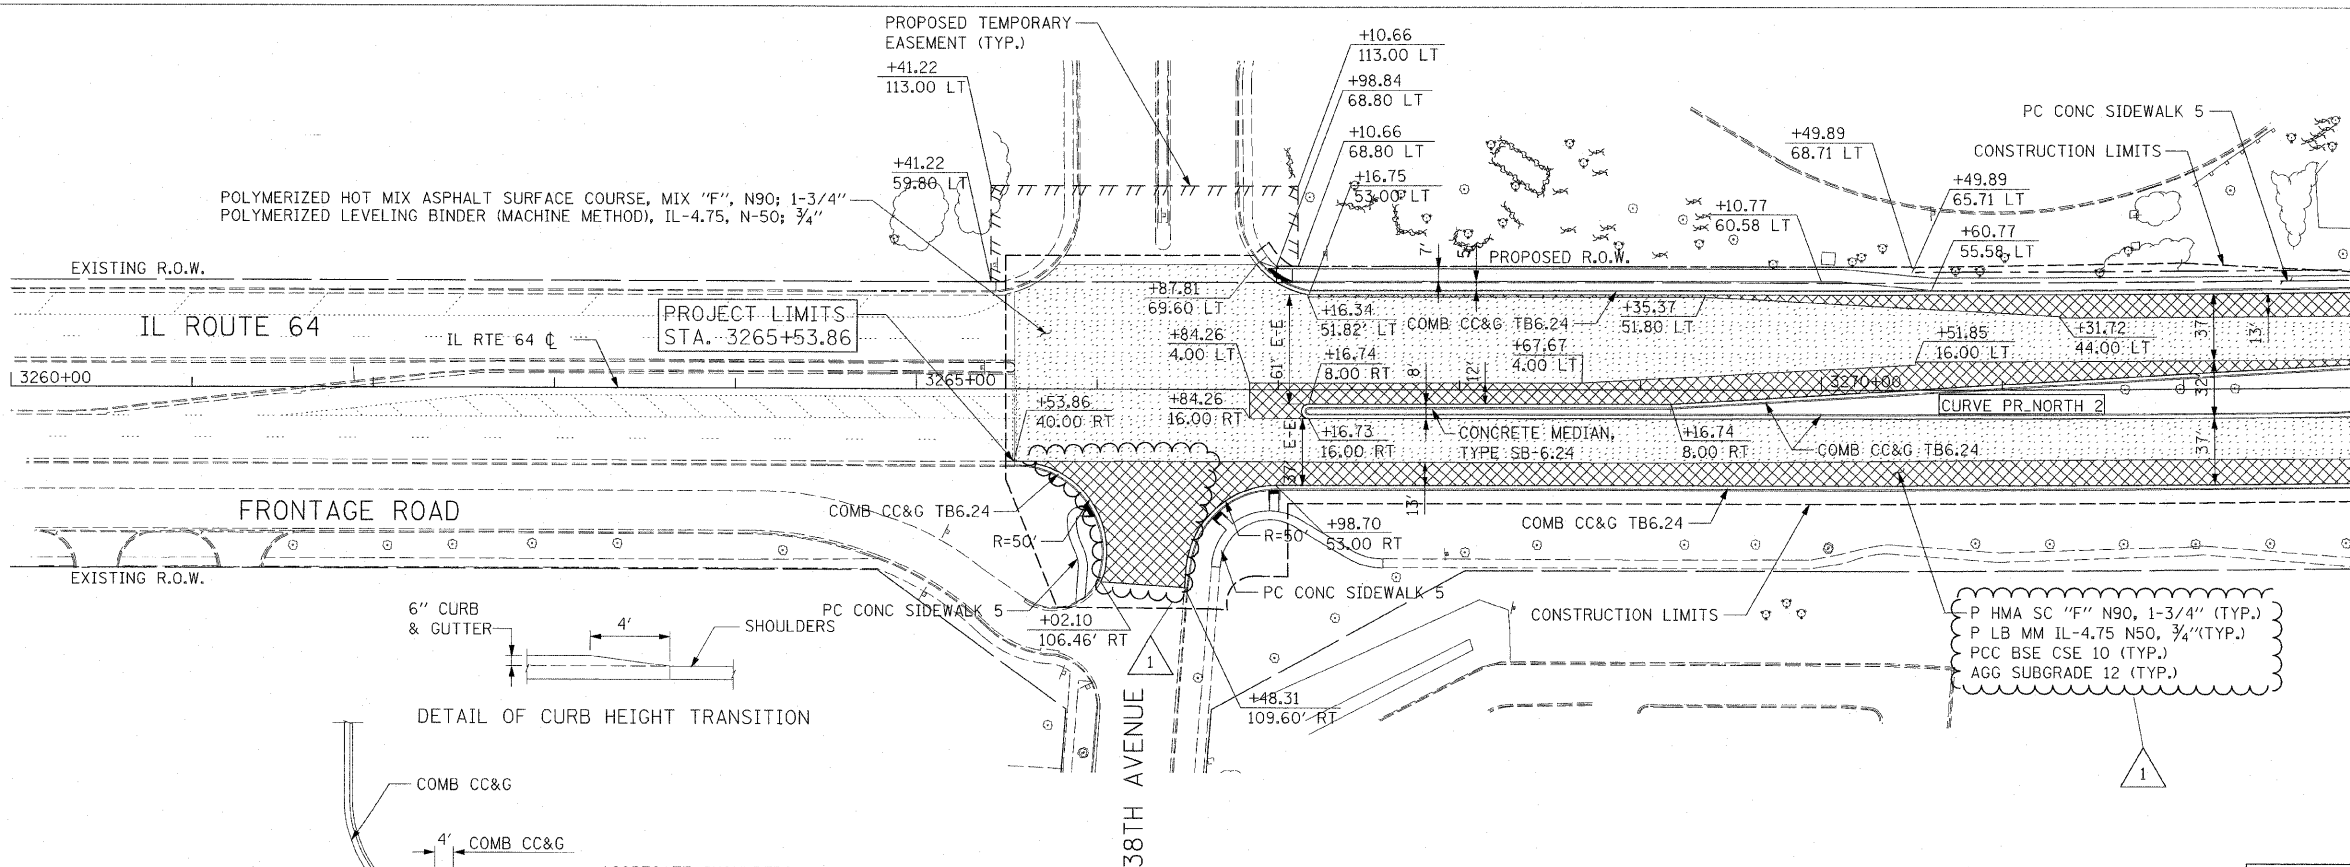 PROPOSED TEMPORARY
EASEMENT (TYP.)
+41.22
113.00 LT
+41.22
59.80 LT
POLYMERIZED HOT MIX ASPHALT SURFACE COURSE, MIX "F", N90; 1-3/4"
POLYMERIZED LEVELING BINDER (MACHINE METHOD), IL-4.75, N-50; ¾"
+10.66
113.00 LT
+98.84
68.80 LT
+10.66
68.80 LT
+16.75
53.00 LT
+49.89
68.71 LT
PC CONC SIDEWALK 5
CONSTRUCTION LIMITS
+49.89
65.71 LT
+10.77
60.58 LT
+60.77
55.58 LT
EXISTING R.O.W.
7'
5'
PROPOSED R.O.W.
IL ROUTE 64
PROJECT LIMITS
STA. 3265+53.86
IL RTE 64 ℄
+87.81
69.60 LT
+84.26
4.00 LT
61' E-E
+16.34
51.82' LT
COMB CC&G TB6.24
+35.37
51.80 LT
+51.85
16.00 LT
+31.72
44.00 LT
37'
13'
+16.74
8.00 RT
+67.67
4.00 LT
8'
12'
3260+00
3265+00
3270+00
32'
+53.86
40.00 RT
+84.26
16.00 RT
CURVE PR_NORTH 2
37' E-E
+16.73
16.00 RT
CONCRETE MEDIAN,
TYPE SB-6.24
+16.74
8.00 RT
COMB CC&G TB6.24
37'
13'
FRONTAGE ROAD
COMB CC&G TB6.24
R=50'
R=50'
+98.70
53.00 RT
COMB CC&G TB6.24
EXISTING R.O.W.
PC CONC SIDEWALK 5
PC CONC SIDEWALK 5
CONSTRUCTION LIMITS
+02.10
106.46' RT
1
+48.31
109.60' RT
P HMA SC "F" N90, 1-3/4" (TYP.)
P LB MM IL-4.75 N50, ¾"(TYP.)
PCC BSE CSE 10 (TYP.)
AGG SUBGRADE 12 (TYP.)
1
6" CURB
& GUTTER
4'
SHOULDERS
DETAIL OF CURB HEIGHT TRANSITION
38TH AVENUE
COMB CC&G
4'
COMB CC&G